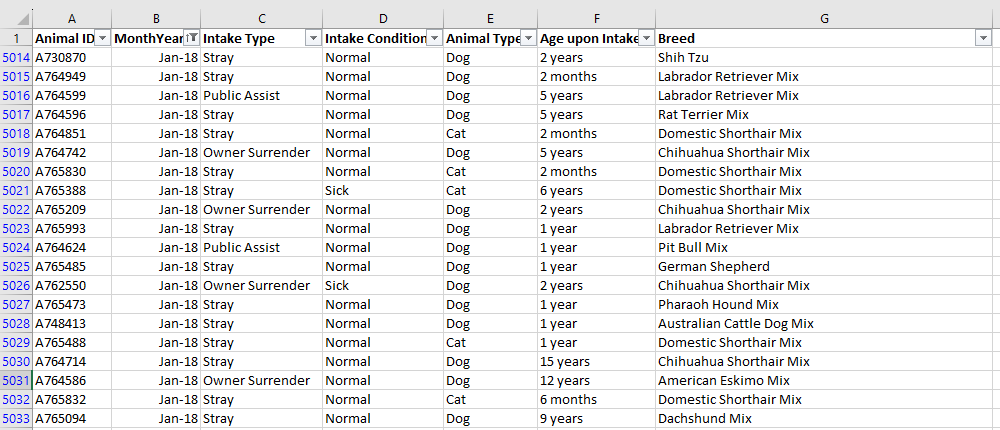 A B C D E F G
1 Animal ID MonthYear Intake Type Intake Condition Animal Type Age upon Intake Breed
5014 A730870 Jan-18 Stray Normal Dog 2 years Shih Tzu
5015 A764949 Jan-18 Stray Normal Dog 2 months Labrador Retriever Mix
5016 A764599 Jan-18 Public Assist Normal Dog 5 years Labrador Retriever Mix
5017 A764596 Jan-18 Stray Normal Dog 5 years Rat Terrier Mix
5018 A764851 Jan-18 Stray Normal Cat 2 months Domestic Shorthair Mix
5019 A764742 Jan-18 Owner Surrender Normal Dog 5 years Chihuahua Shorthair Mix
5020 A765830 Jan-18 Stray Normal Cat 2 months Domestic Shorthair Mix
5021 A765388 Jan-18 Stray Sick Cat 6 years Domestic Shorthair Mix
5022 A765209 Jan-18 Owner Surrender Normal Dog 2 years Chihuahua Shorthair Mix
5023 A765993 Jan-18 Stray Normal Dog 1 year Labrador Retriever Mix
5024 A764624 Jan-18 Public Assist Normal Dog 1 year Pit Bull Mix
5025 A765485 Jan-18 Stray Normal Dog 1 year German Shepherd
5026 A762550 Jan-18 Owner Surrender Sick Dog 2 years Chihuahua Shorthair Mix
5027 A765473 Jan-18 Stray Normal Dog 1 year Pharaoh Hound Mix
5028 A748413 Jan-18 Stray Normal Dog 1 year Australian Cattle Dog Mix
5029 A765488 Jan-18 Stray Normal Cat 1 year Domestic Shorthair Mix
5030 A764714 Jan-18 Stray Normal Dog 15 years Chihuahua Shorthair Mix
5031 A764586 Jan-18 Owner Surrender Normal Dog 12 years American Eskimo Mix
5032 A765832 Jan-18 Stray Normal Cat 6 months Domestic Shorthair Mix
5033 A765094 Jan-18 Stray Normal Dog 9 years Dachshund Mix